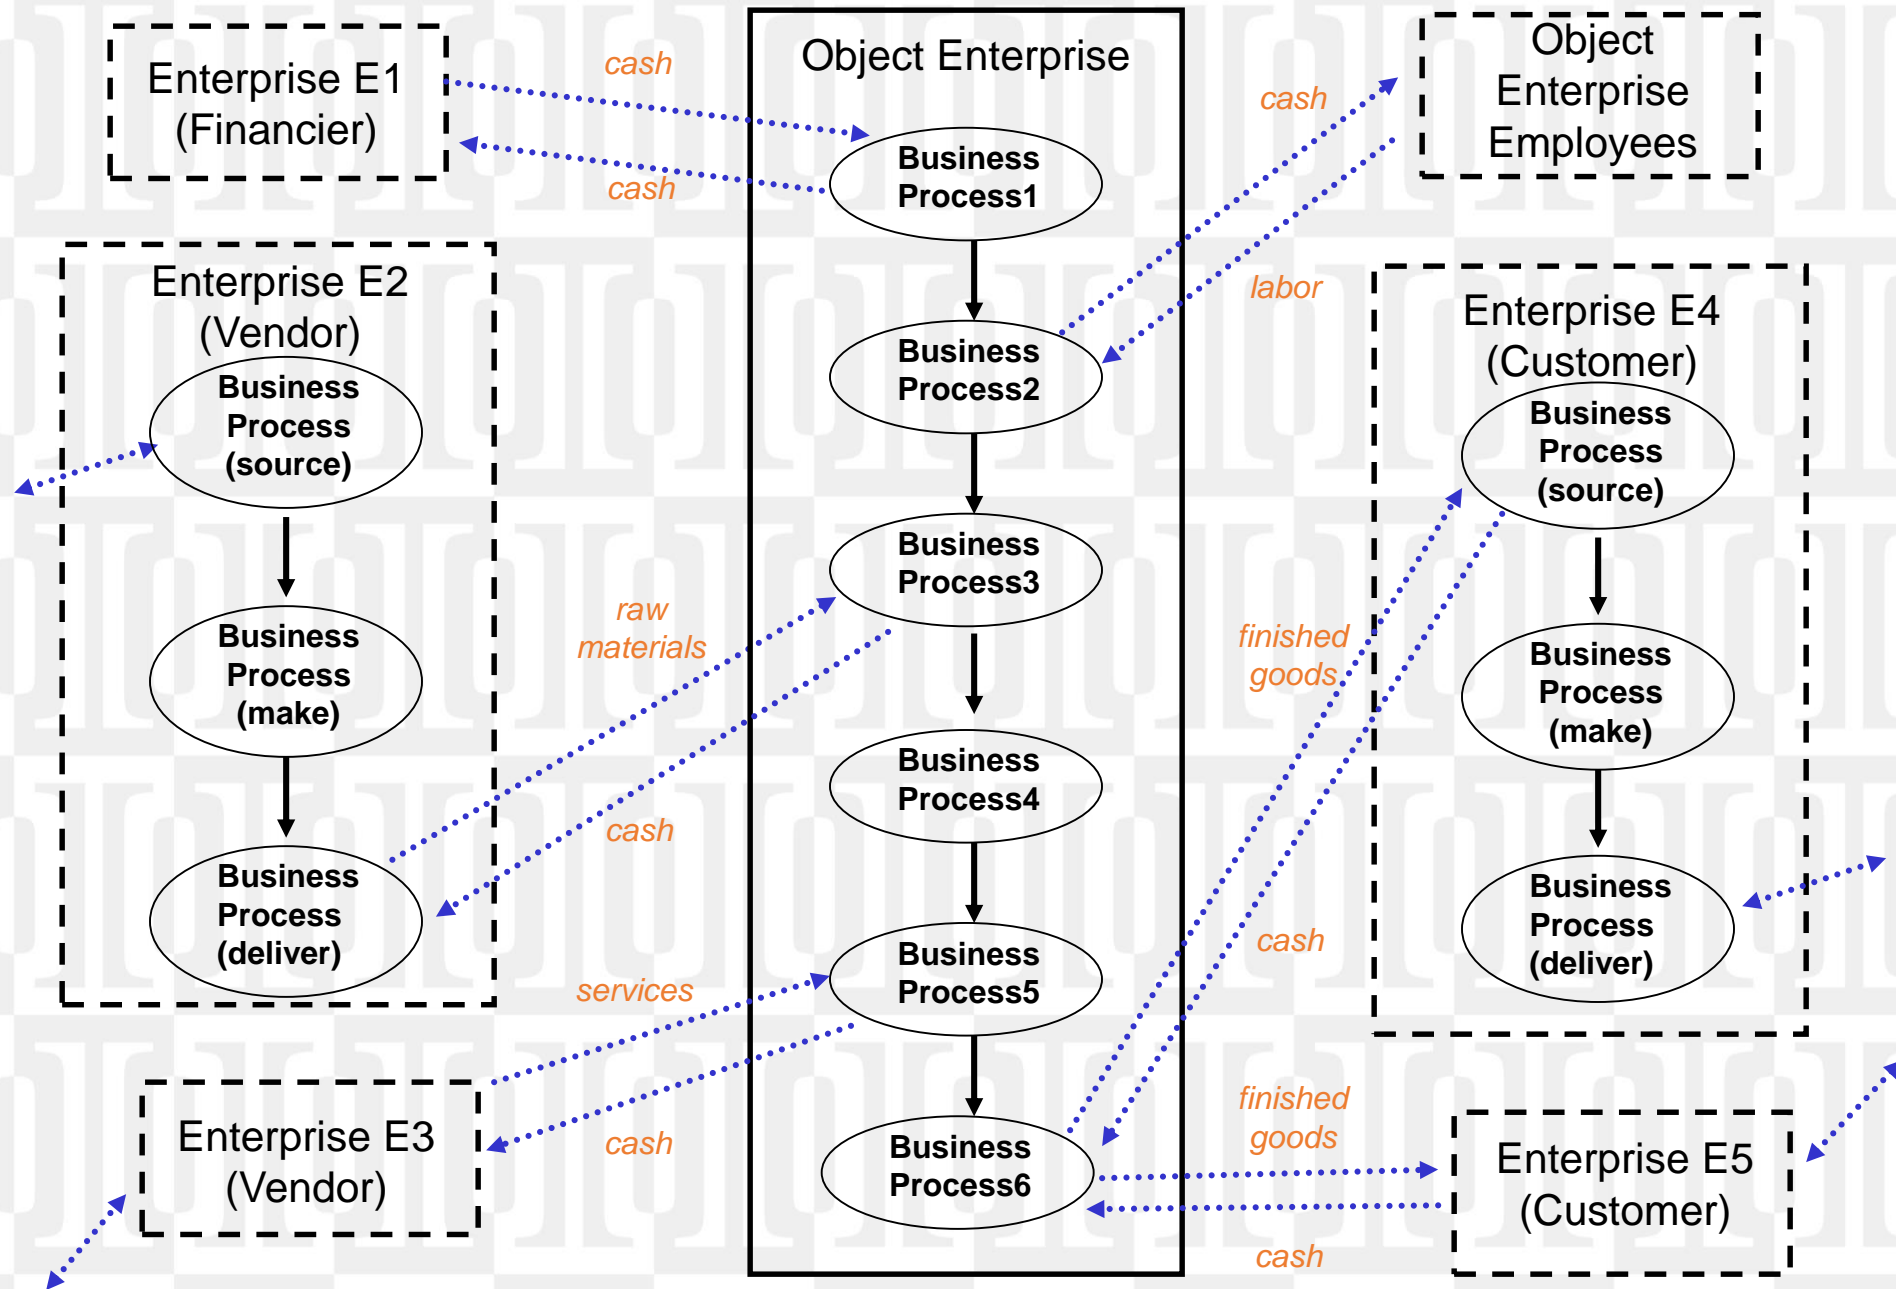 Enterprise E1
(Financier)
cash
cash
Object Enterprise
Business
Process1
Business
Process2
Business
Process3
Business
Process4
Business
Process5
Business
Process6
cash
labor
Object
Enterprise
Employees
Enterprise E2
(Vendor)
Business
Process
(source)
Business
Process
(make)
Business
Process
(deliver)
raw
materials
cash
services
cash
Enterprise E3
(Vendor)
Enterprise E4
(Customer)
Business
Process
(source)
Business
Process
(make)
Business
Process
(deliver)
finished
goods
cash
finished
goods
cash
Enterprise E5
(Customer)